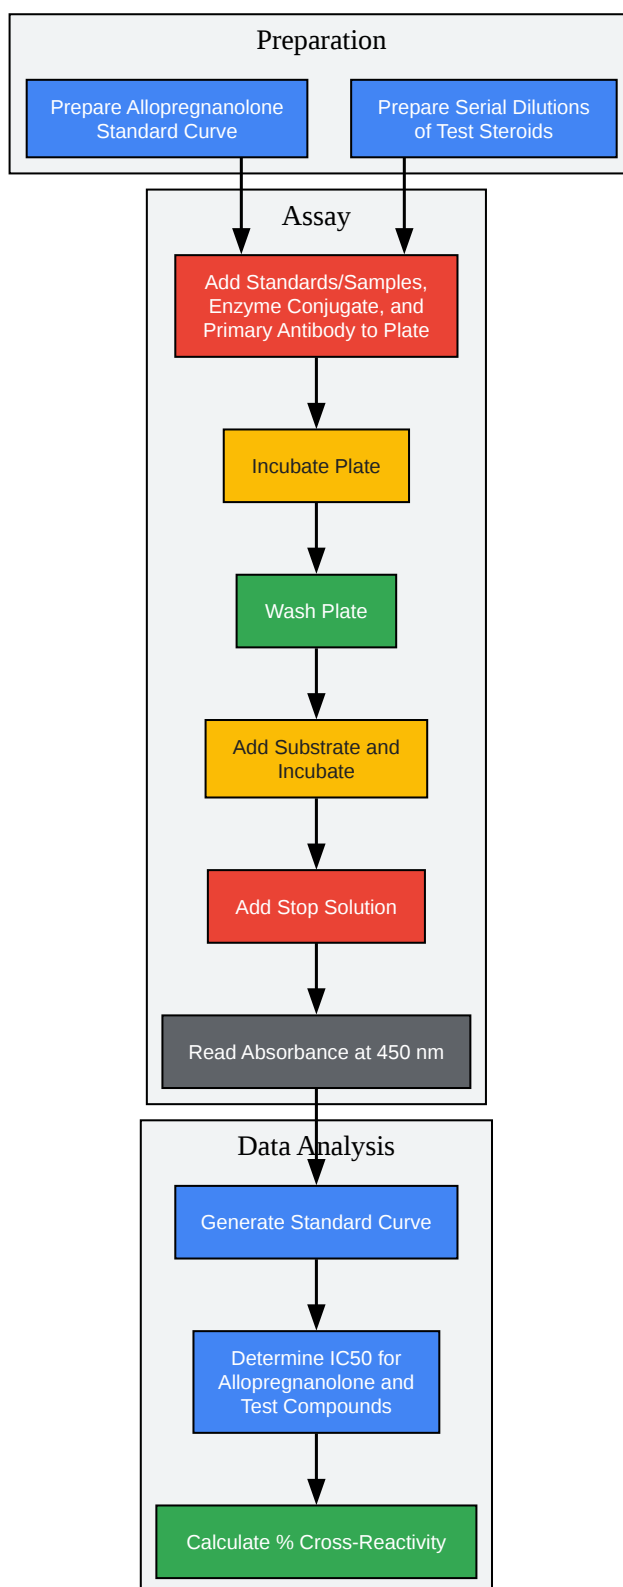 Preparation
Prepare Allopregnanolone
Standard Curve
Prepare Serial Dilutions
of Test Steroids
Assay
Add Standards/Samples,
Enzyme Conjugate, and
Primary Antibody to Plate
Incubate Plate
Wash Plate
Add Substrate and
Incubate
Add Stop Solution
Read Absorbance at 450 nm
Data Analysis
Generate Standard Curve
Determine IC50 for
Allopregnanolone and
Test Compounds
Calculate % Cross-Reactivity